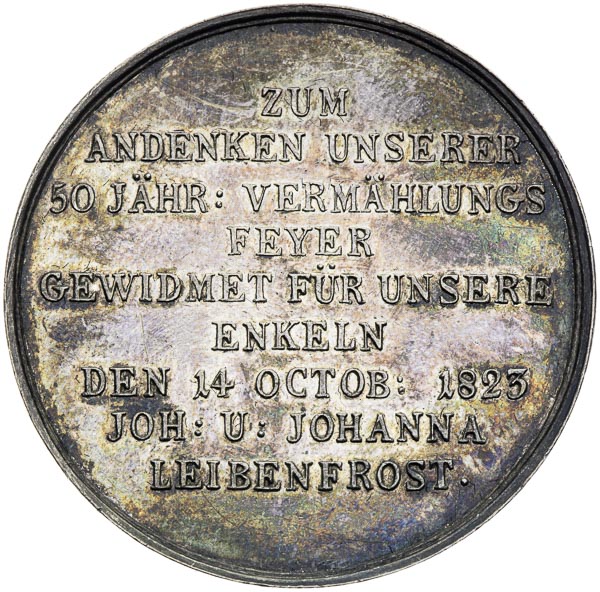 ZUM
ANDENKEN UNSERER
50 JÄHR: VERMÄHLUNGS
FEYER
GEWIDMET FÜR UNSERE
ENKELN
DEN 14 OCTOB: 1823
JOH: U: JOHANNA
LEIBENFROST.